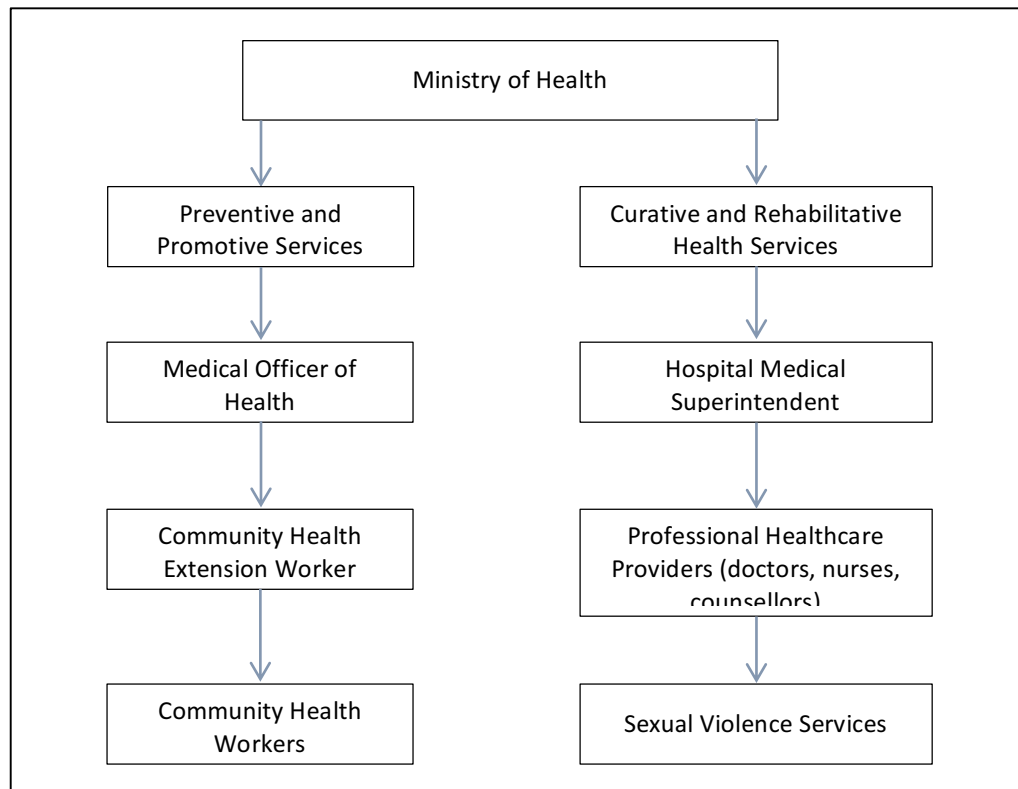 Ministry of Health
Preventive and
Promotive Services
Curative and Rehabilitative
Health Services
Medical Officer of
Health
Hospital Medical
Superintendent
Community Health
Extension Worker
Professional Healthcare
Providers (doctors, nurses,
counsellors)
Community Health
Workers
Sexual Violence Services